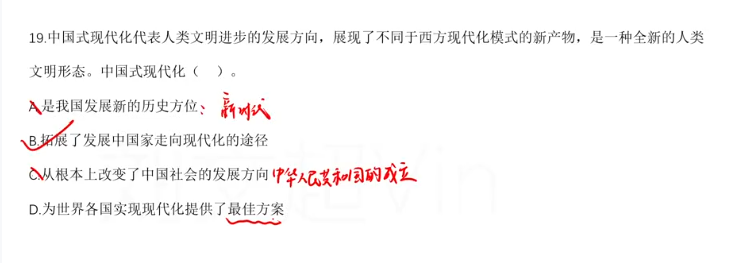 19.中国式现代化代表人类文明进步的发展方向，展现了不同于西方现代化模式的新产物，是一种全新的人类
文明形态。中国式现代化（　）。
A.是我国发展新的历史方位：新时代
B.拓展了发展中国家走向现代化的途径
C.从根本上改变了中国社会的发展方向 中华人民共和国的成立
D.为世界各国实现现代化提供了最佳方案